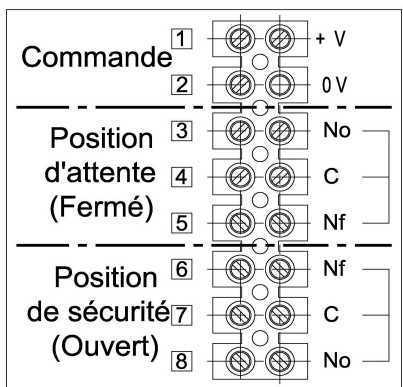 Commande
1
+ V
2
0 V
Position
d'attente
(Fermé)
3
No
4
C
5
Nf
Position
de sécurité
(Ouvert)
6
Nf
7
C
8
No